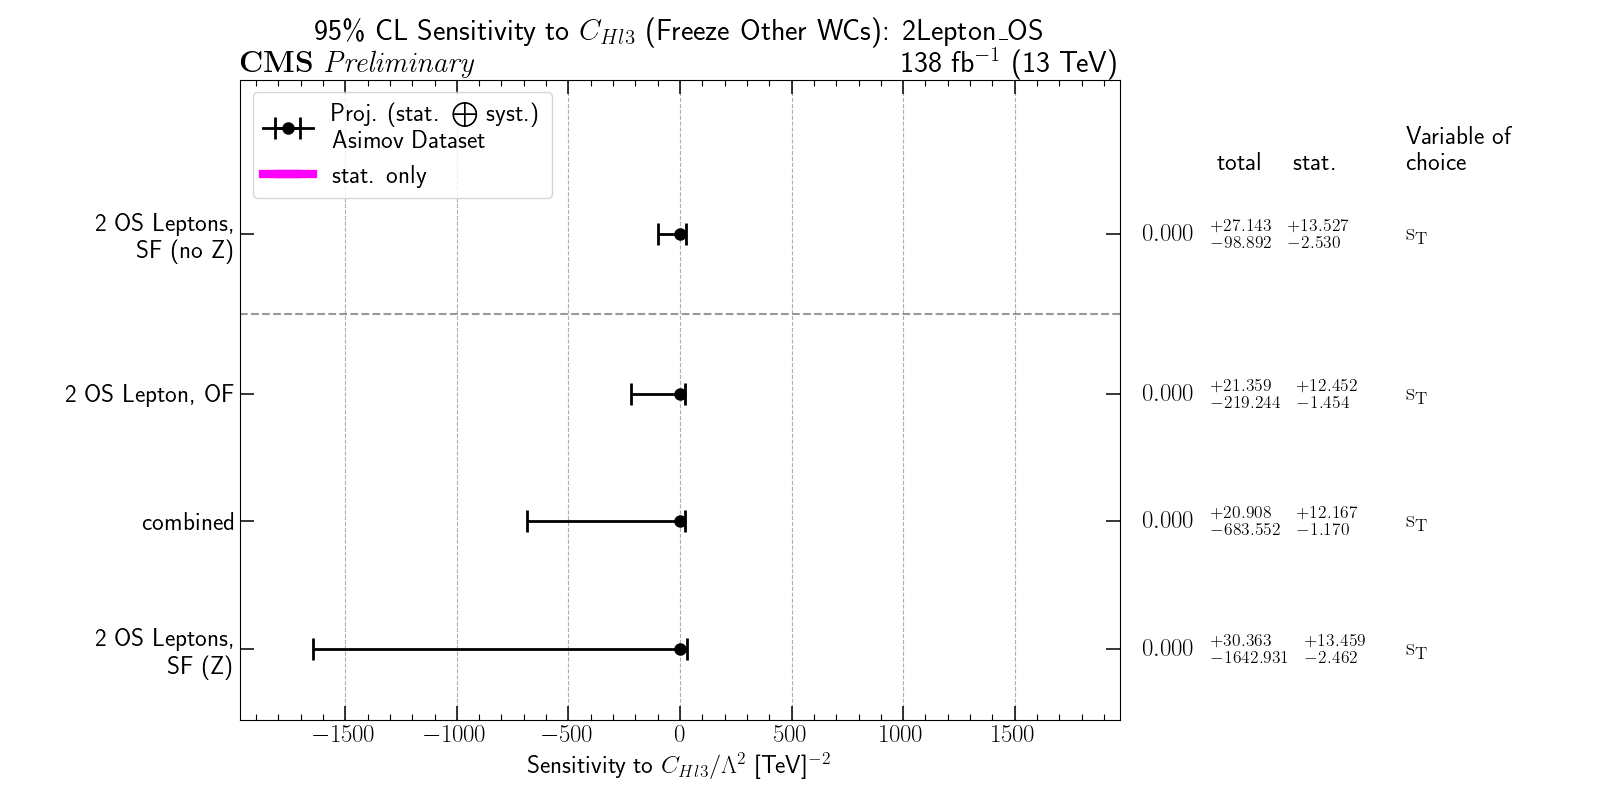 95% CL Sensitivity to C_{Hl3} (Freeze Other WCs): 2Lepton_OS
CMS Preliminary
138 fb^{-1} (13 TeV)
Proj. (stat. ⨁ syst.)
Asimov Dataset
stat. only
total stat.
Variable of
choice
2 OS Leptons,
SF (no Z)
0.000 +27.143 +13.527
−98.892 −2.530
s_T
2 OS Lepton, OF
0.000 +21.359 +12.452
−219.244 −1.454
s_T
combined
0.000 +20.908 +12.167
−683.552 −1.170
s_T
2 OS Leptons,
SF (Z)
0.000 +30.363 +13.459
−1642.931 −2.462
s_T
−1500 −1000 −500 0 500 1000 1500
Sensitivity to C_{Hl3}/Λ^2 [TeV]^{-2}